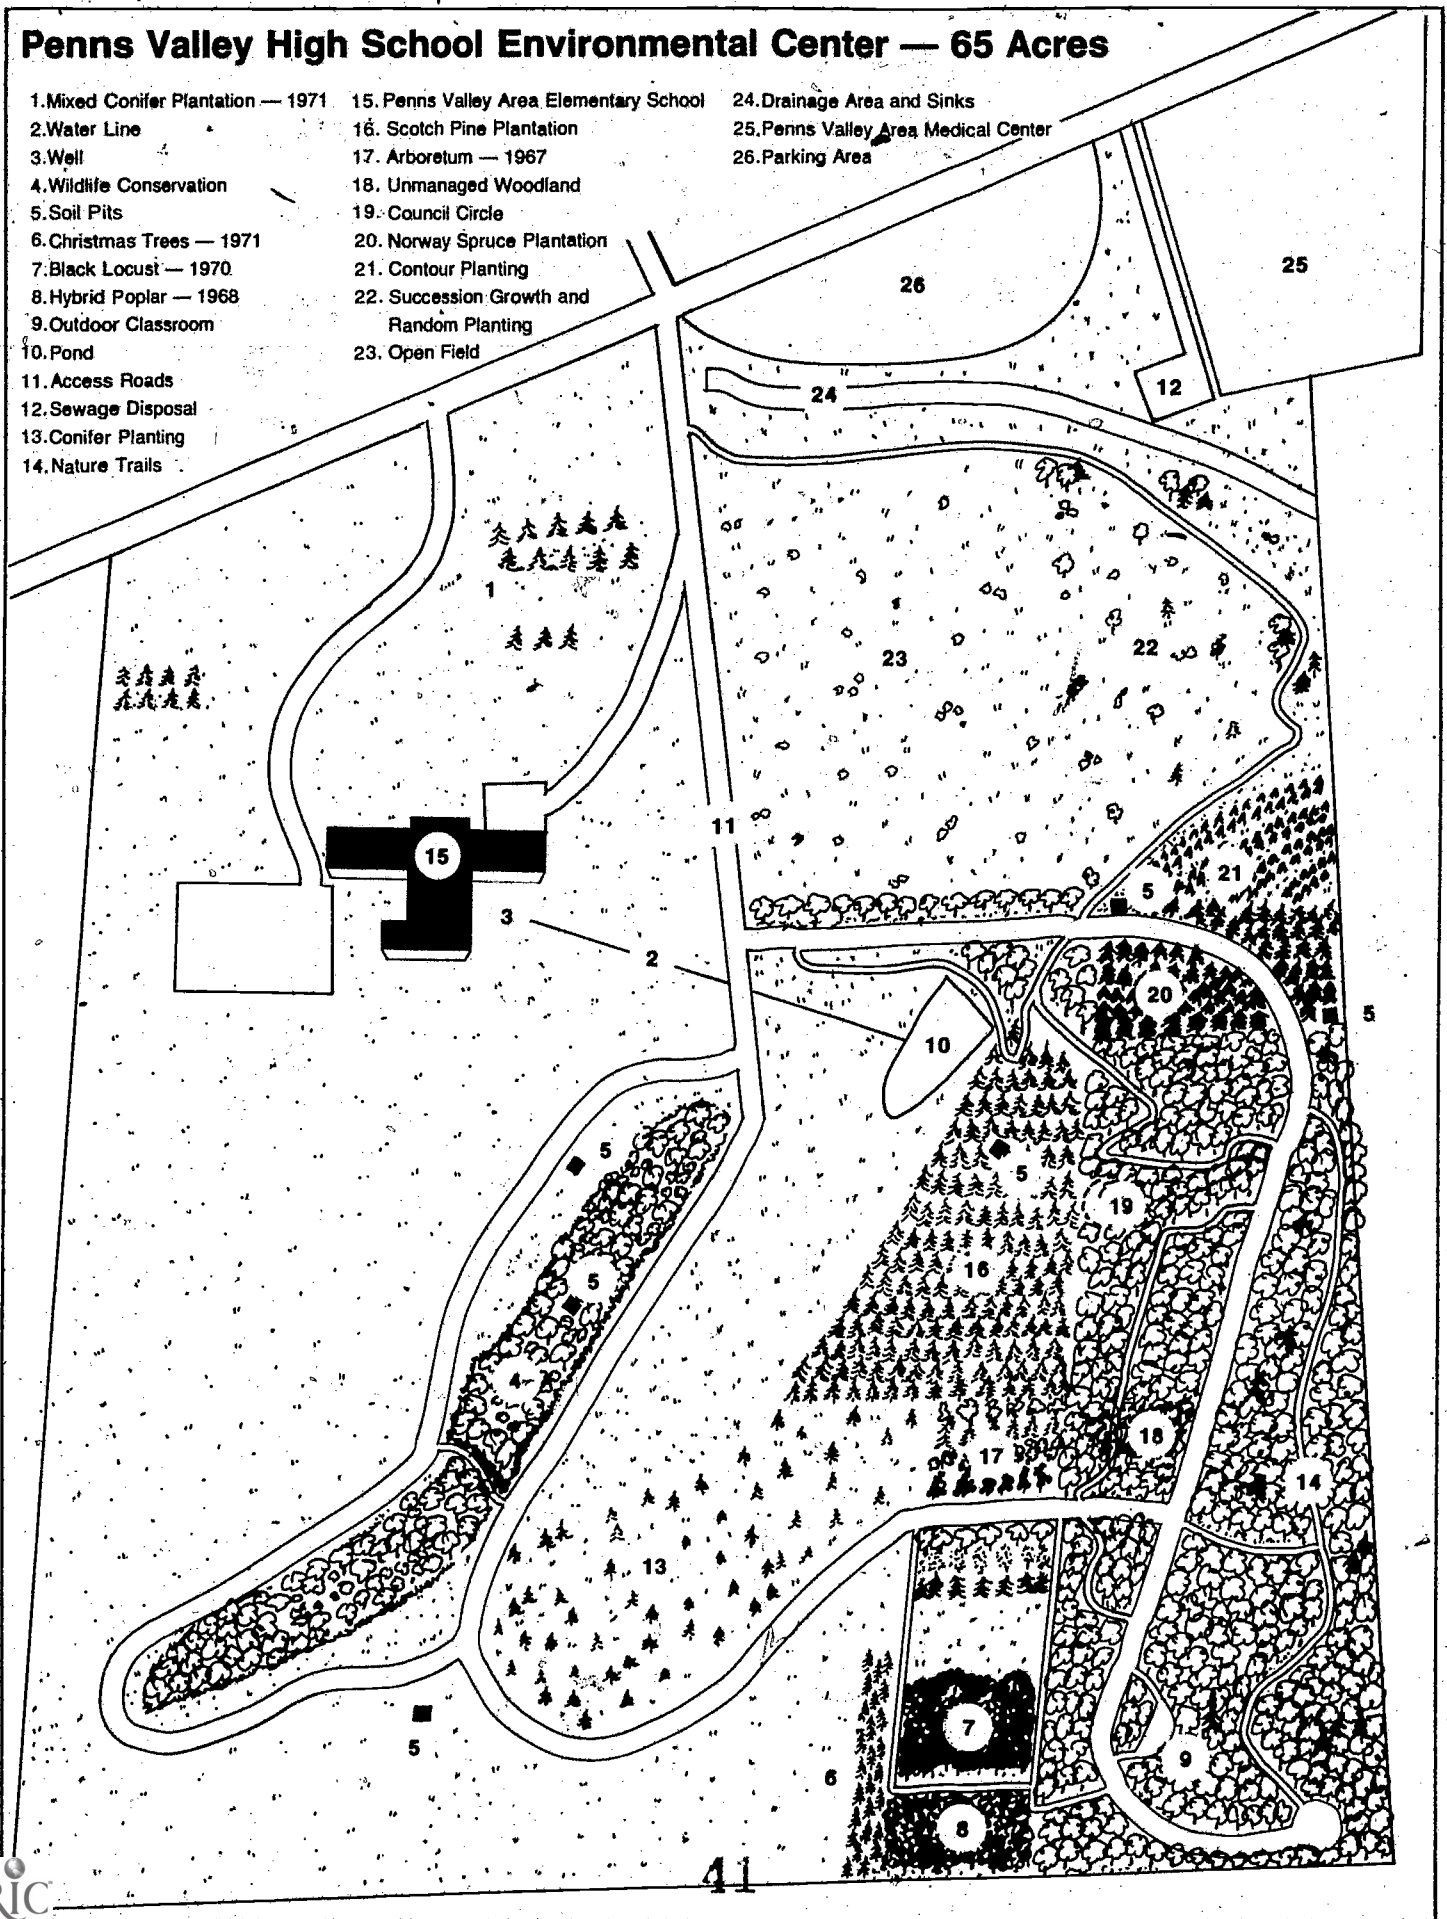 Penns Valley High School Environmental Center — 65 Acres
1.Mixed Conifer Plantation — 1971
2.Water Line
3.Well
4.Wildlife Conservation
5.Soil Pits
6.Christmas Trees — 1971
7.Black Locust — 1970
8.Hybrid Poplar — 1968
9.Outdoor Classroom
10.Pond
11.Access Roads
12.Sewage Disposal
13.Conifer Planting
14.Nature Trails
15. Penns Valley Area Elementary School
16. Scotch Pine Plantation
17. Arboretum — 1967
18. Unmanaged Woodland
19. Council Circle
20. Norway Spruce Plantation
21. Contour Planting
22. Succession Growth and
Random Planting
23. Open Field
24.Drainage Area and Sinks
25.Penns Valley Area Medical Center
26.Parking Area
25
26
12
24
1
23
22
11
15
21
5
3
2
20
5
10
5
5
19
5
16
4
18
17
14
13
7
5
9
6
8
41
RIC